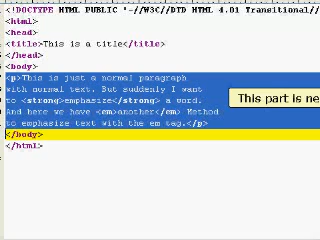 <!DOCTYPE HTML PUBLIC "-//W3C//DTD HTML 4.01 Transitional//
<html>
<head>
<title>This is a title</title>
</head>
<body>
<p>This is just a normal paragraph
with normal text. But suddenly I want
to <strong>emphasize</strong> a word.
This part is ne
And here we have <em>another</em> Method
to emphasize text with the em tag.</p>
</body>
</html>